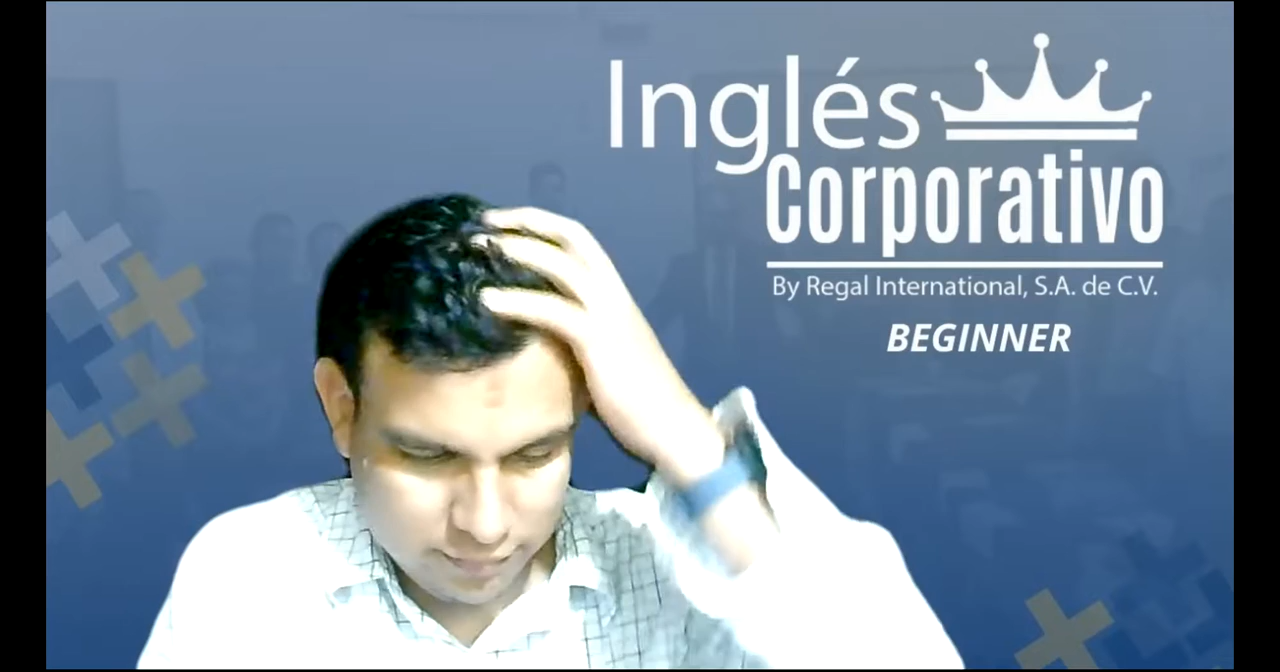 Inglés
Corporativo
By Regal International, S.A. de C.V.
BEGINNER